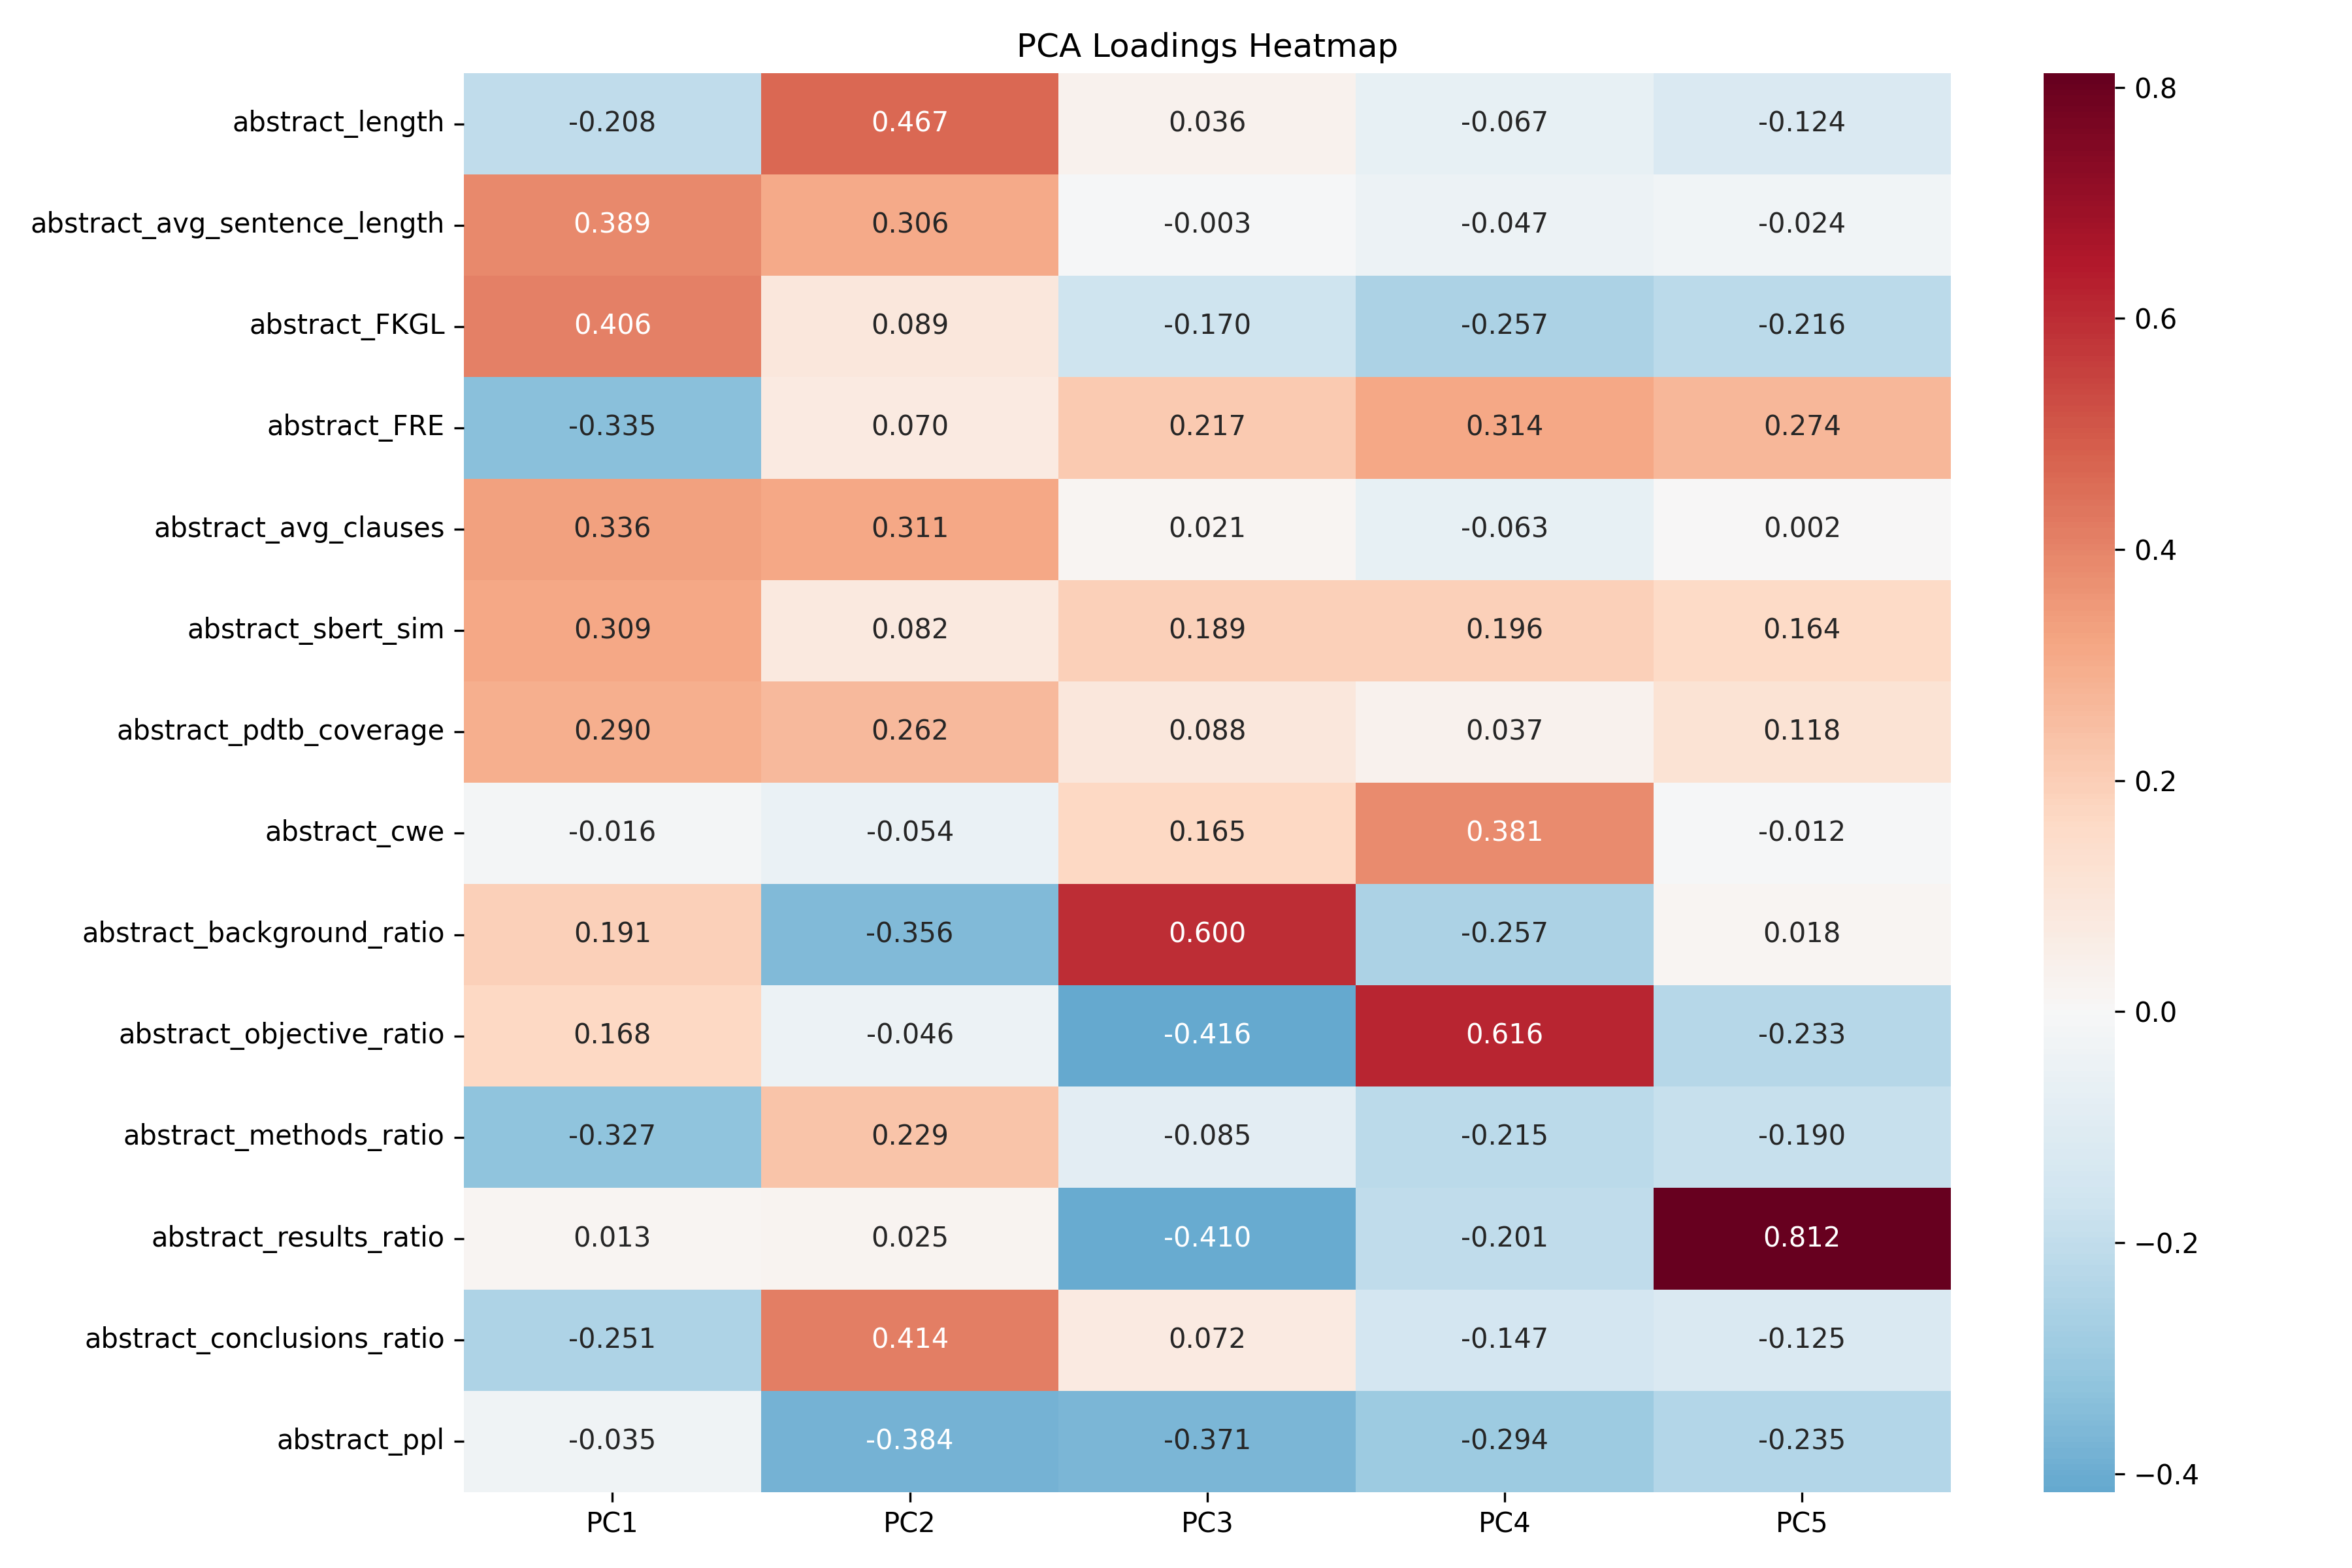 PCA Loadings Heatmap
abstract_length -0.208 0.467 0.036 -0.067 -0.124
abstract_avg_sentence_length 0.389 0.306 -0.003 -0.047 -0.024
abstract_FKGL 0.406 0.089 -0.170 -0.257 -0.216
abstract_FRE -0.335 0.070 0.217 0.314 0.274
abstract_avg_clauses 0.336 0.311 0.021 -0.063 0.002
abstract_sbert_sim 0.309 0.082 0.189 0.196 0.164
abstract_pdtb_coverage 0.290 0.262 0.088 0.037 0.118
abstract_cwe -0.016 -0.054 0.165 0.381 -0.012
abstract_background_ratio 0.191 -0.356 0.600 -0.257 0.018
abstract_objective_ratio 0.168 -0.046 -0.416 0.616 -0.233
abstract_methods_ratio -0.327 0.229 -0.085 -0.215 -0.190
abstract_results_ratio 0.013 0.025 -0.410 -0.201 0.812
abstract_conclusions_ratio -0.251 0.414 0.072 -0.147 -0.125
abstract_ppl -0.035 -0.384 -0.371 -0.294 -0.235
PC1 PC2 PC3 PC4 PC5
0.8
0.6
0.4
0.2
0.0
−0.2
−0.4